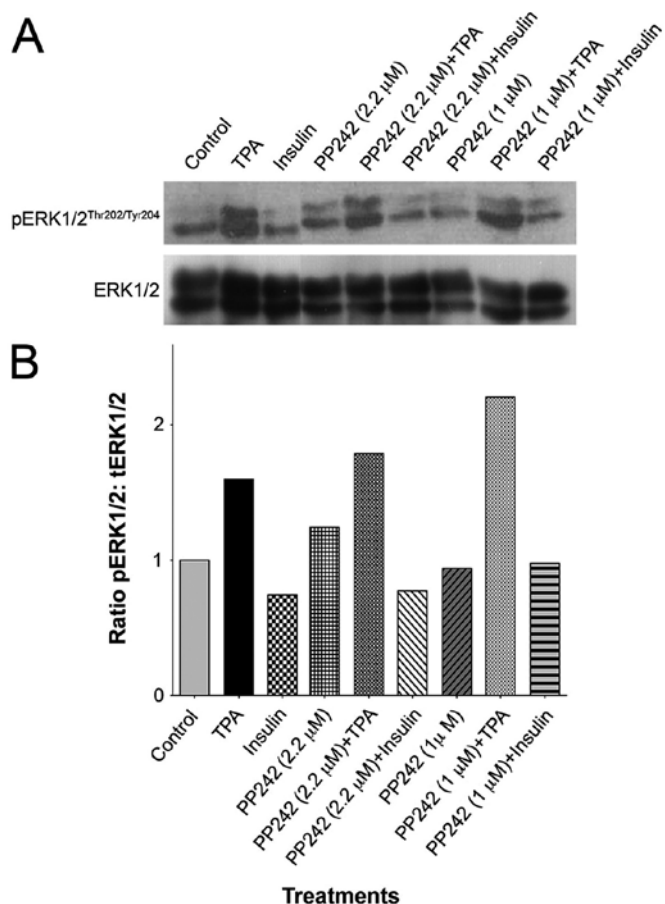 A
Control
TPA
Insulin
PP242 (2.2 μM)
PP242 (2.2 μM)+TPA
PP242 (2.2 μM)+Insulin
PP242 (1 μM)
PP242 (1 μM)+TPA
PP242 (1 μM)+Insulin
pERK1/2Thr202/Tyr204
ERK1/2
B
Ratio pERK1/2: tERK1/2
2
1
0
Control
TPA
Insulin
PP242 (2.2 μM)
PP242 (2.2 μM)+TPA
PP242 (2.2 μM)+Insulin
PP242 (1μ M)
PP242 (1 μM)+TPA
PP242 (1 μM)+Insulin
Treatments